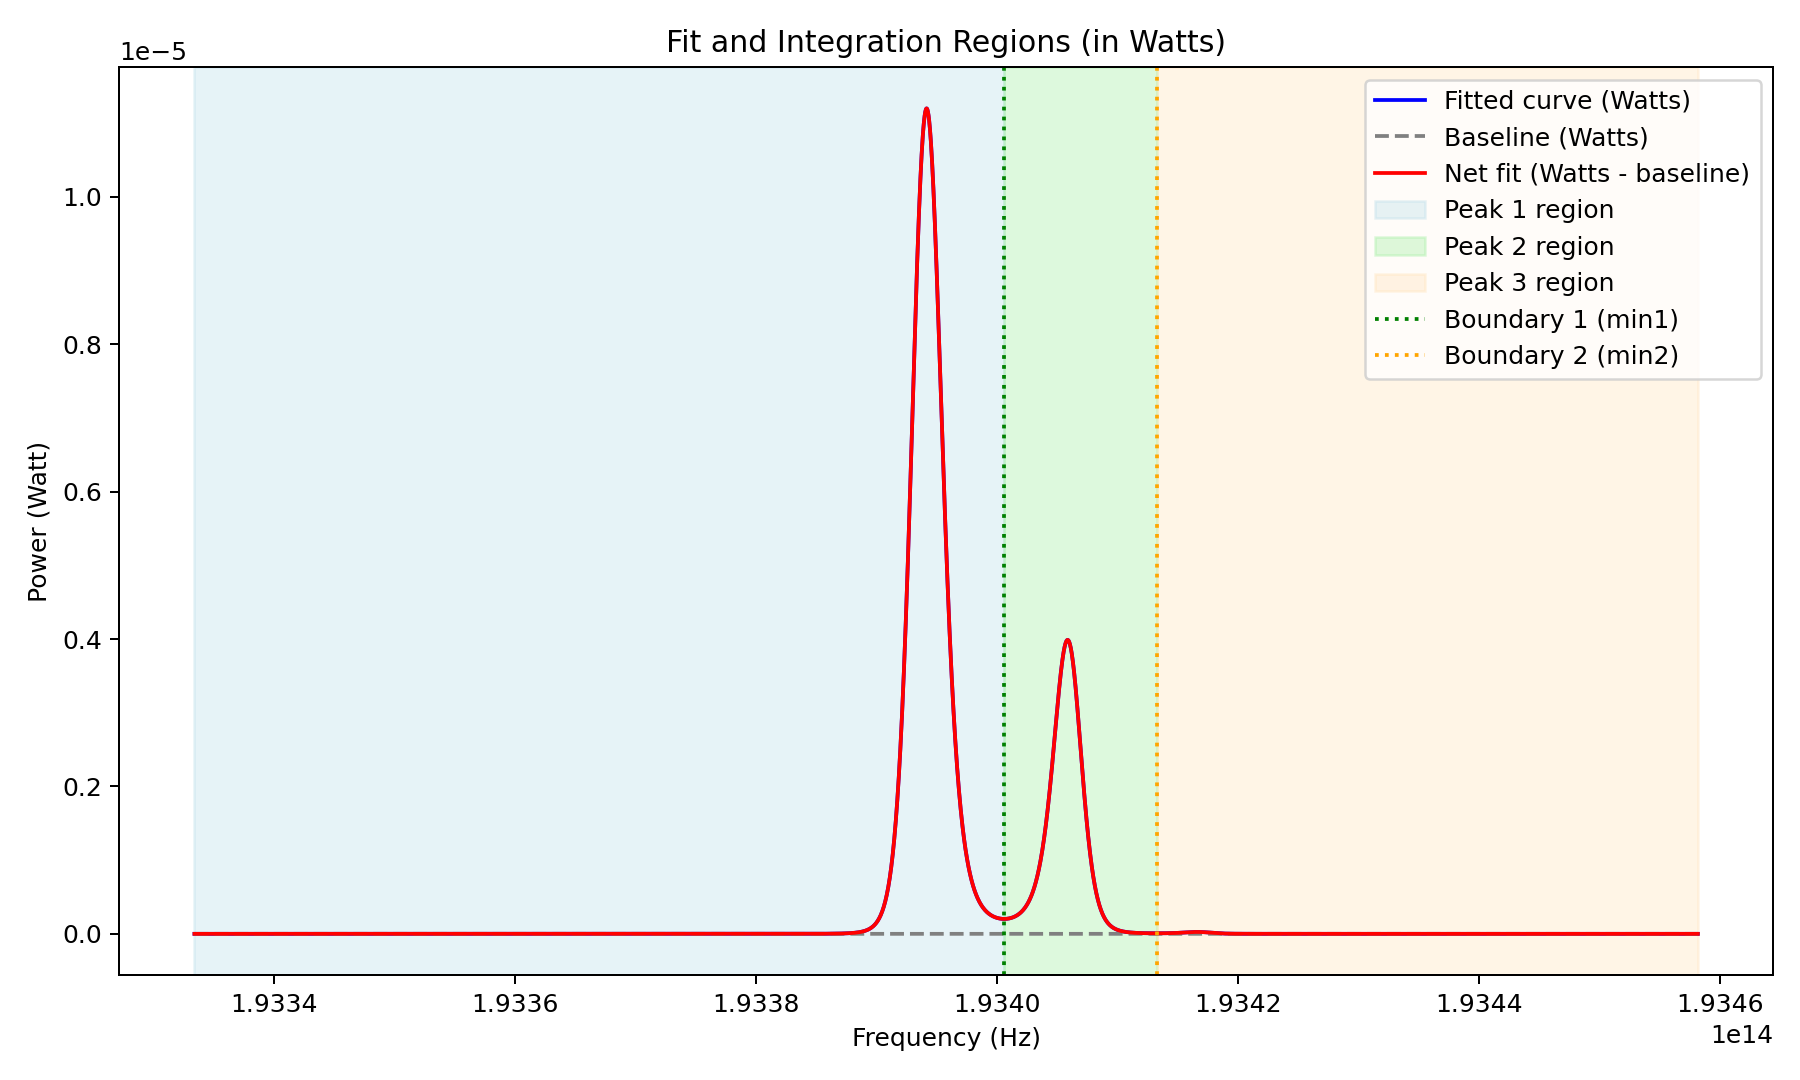 Fit and Integration Regions (in Watts)
1e−5
Fitted curve (Watts)
Baseline (Watts)
Net fit (Watts - baseline)
Peak 1 region
Peak 2 region
Peak 3 region
Boundary 1 (min1)
Boundary 2 (min2)
1.0
0.8
0.6
0.4
0.2
0.0
Power (Watt)
1.9334 1.9336 1.9338 1.9340 1.9342 1.9344 1.9346
1e14
Frequency (Hz)